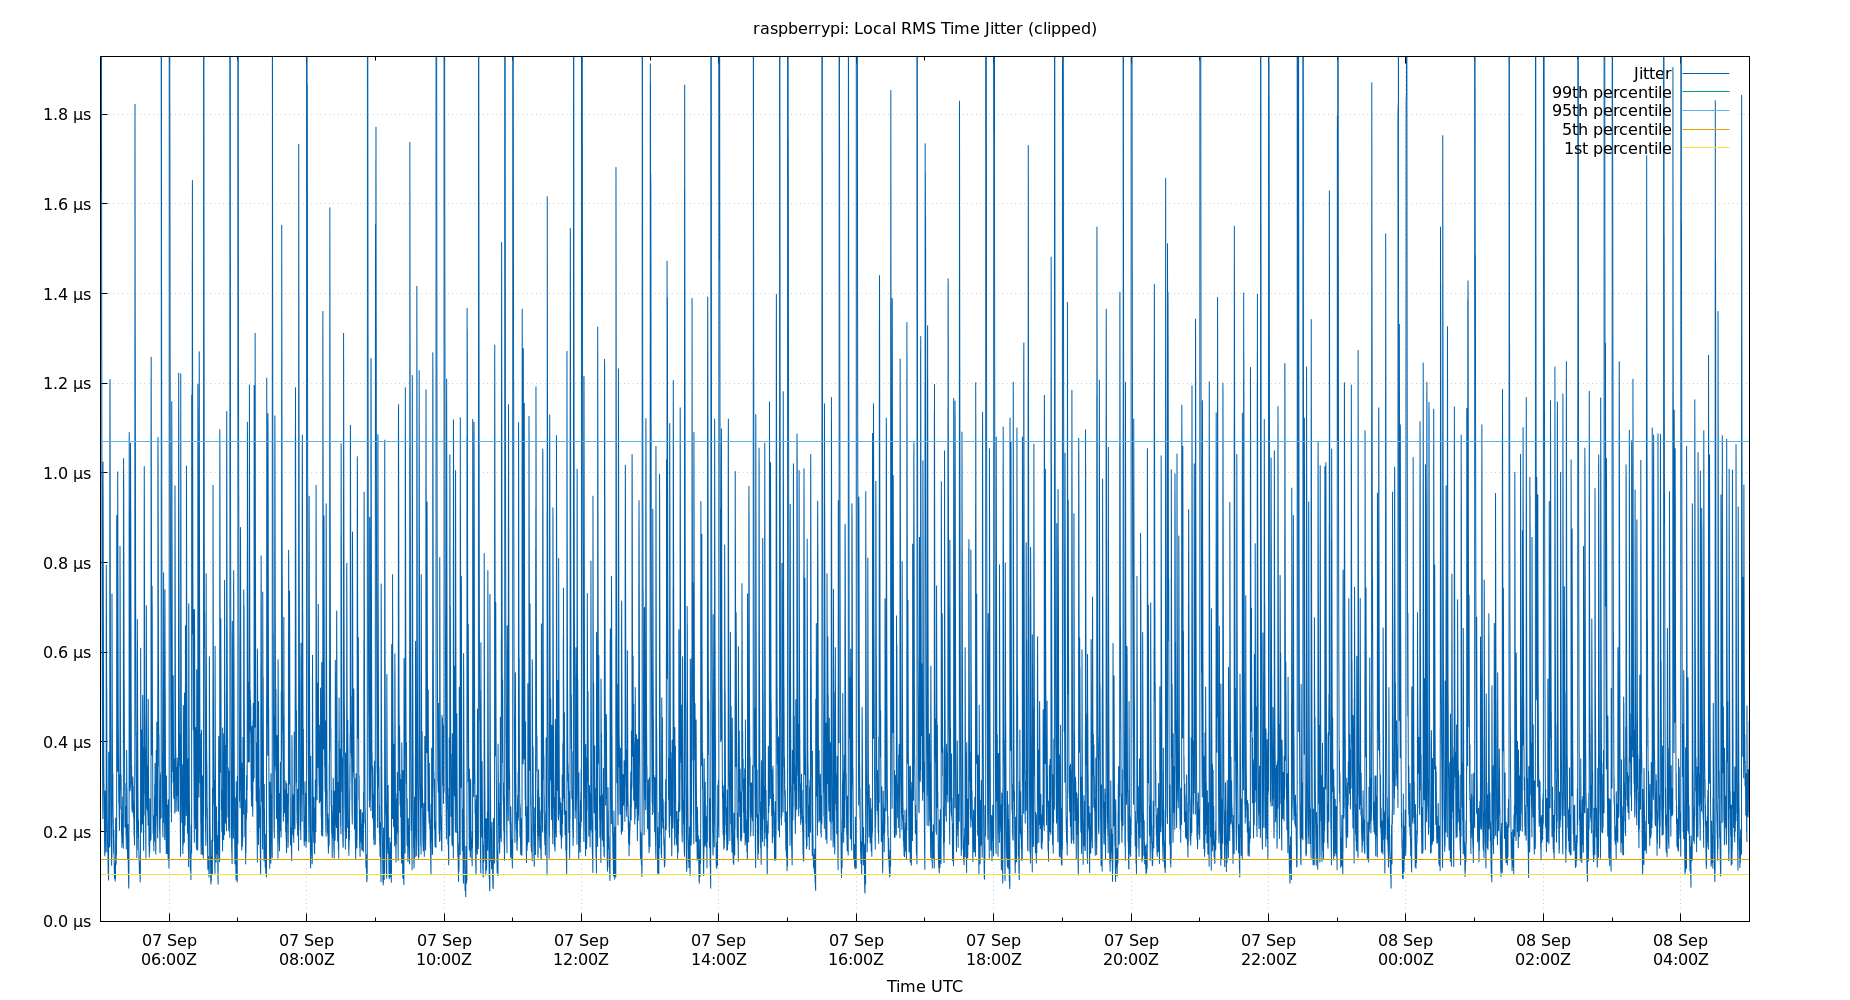 raspberrypi: Local RMS Time Jitter (clipped)
Jitter
99th percentile
95th percentile
5th percentile
1st percentile
1.8 µs
1.6 µs
1.4 µs
1.2 µs
1.0 µs
0.8 µs
0.6 µs
0.4 µs
0.2 µs
0.0 µs
07 Sep 07 Sep 07 Sep 07 Sep 07 Sep 07 Sep 07 Sep 07 Sep 07 Sep 08 Sep 08 Sep 08 Sep
06:00Z 08:00Z 10:00Z 12:00Z 14:00Z 16:00Z 18:00Z 20:00Z 22:00Z 00:00Z 02:00Z 04:00Z
Time UTC